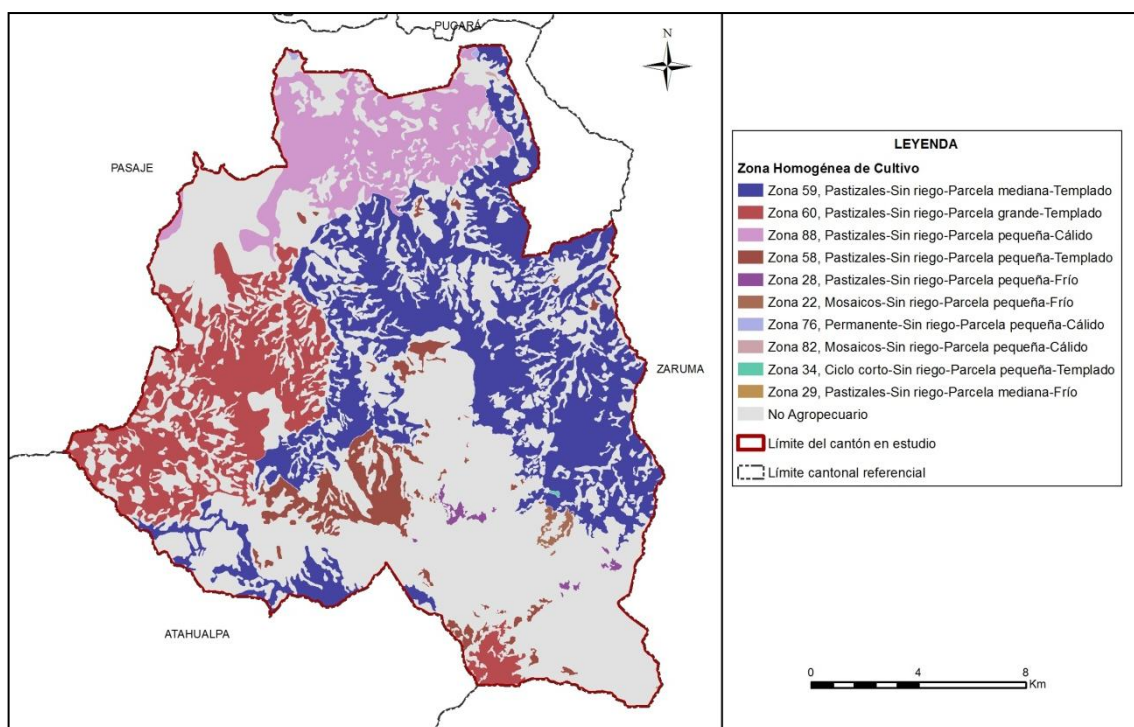 PUCARÁ
N
PASAJE
ZARUMA
ATAHUALPA
LEYENDA
Zona Homogénea de Cultivo
Zona 59, Pastizales-Sin riego-Parcela mediana-Templado
Zona 60, Pastizales-Sin riego-Parcela grande-Templado
Zona 88, Pastizales-Sin riego-Parcela pequeña-Cálido
Zona 58, Pastizales-Sin riego-Parcela pequeña-Templado
Zona 28, Pastizales-Sin riego-Parcela pequeña-Frío
Zona 22, Mosaicos-Sin riego-Parcela pequeña-Frío
Zona 76, Permanente-Sin riego-Parcela pequeña-Cálido
Zona 82, Mosaicos-Sin riego-Parcela pequeña-Cálido
Zona 34, Ciclo corto-Sin riego-Parcela pequeña-Templado
Zona 29, Pastizales-Sin riego-Parcela mediana-Frío
No Agropecuario
Límite del cantón en estudio
Límite cantonal referencial
0 4 8
Km